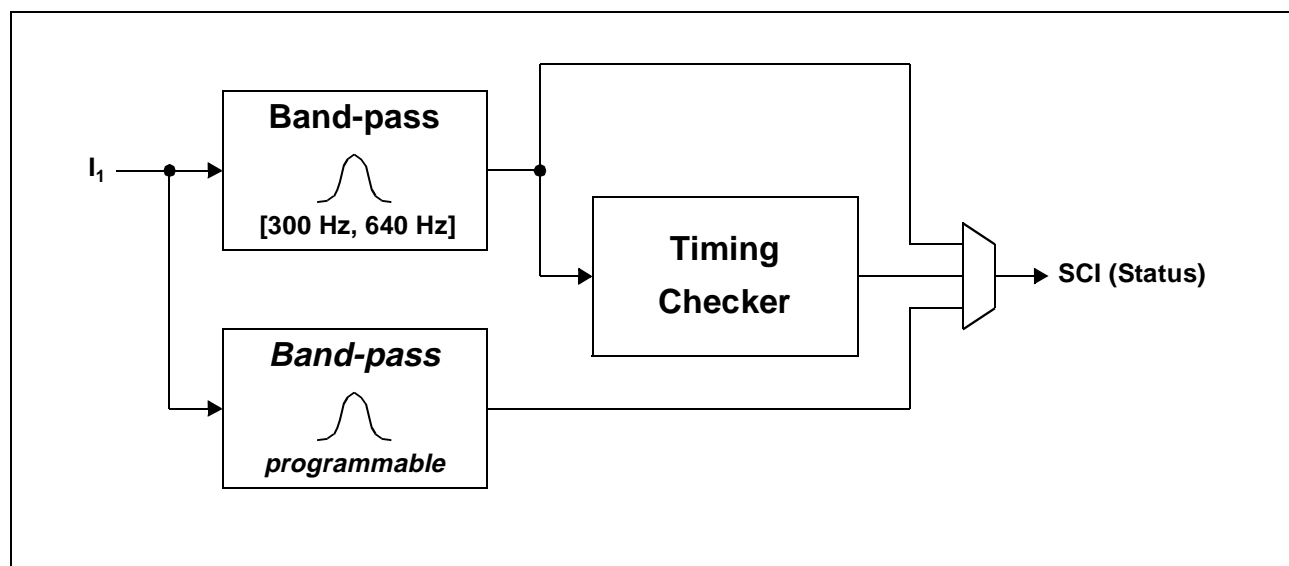 Band-pass
I₁
[300 Hz, 640 Hz]
Timing
Checker
SCI (Status)
Band-pass
programmable